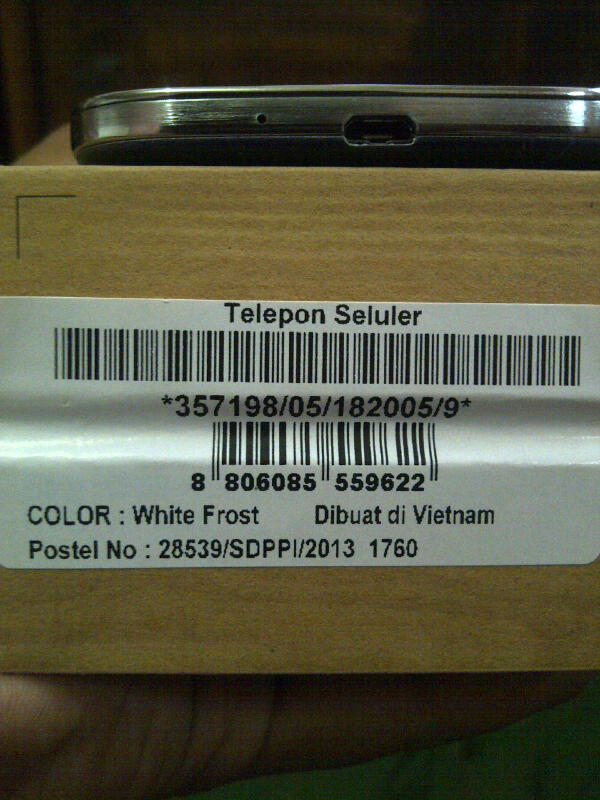 Telepon Seluler
*357198/05/182005/9*
8 806085 559622
COLOR : White Frost Dibuat di Vietnam
Postel No : 28539/SDPPI/2013 1760